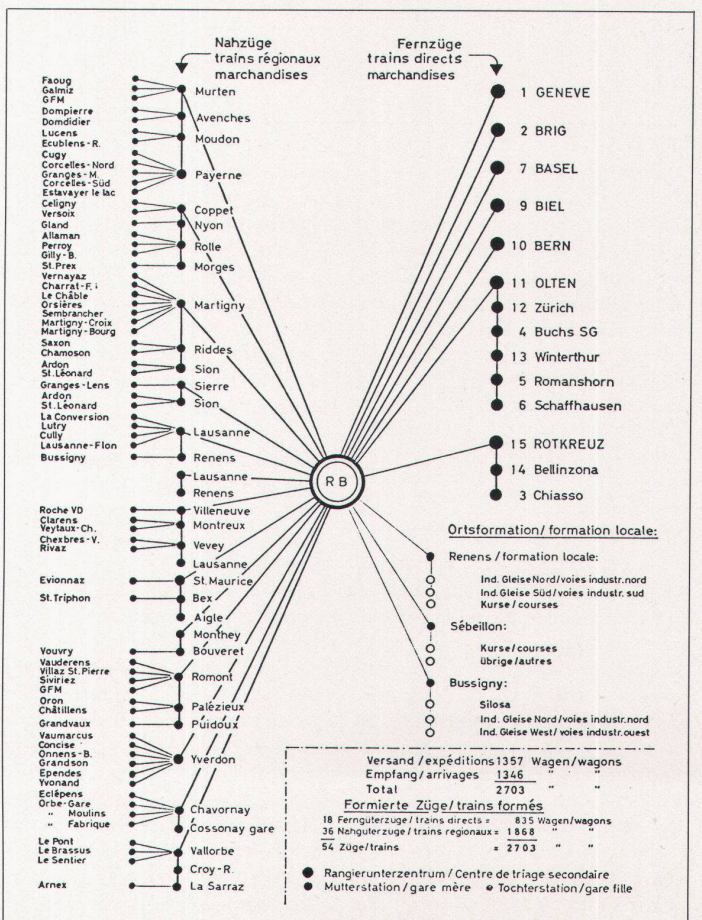 Nahzüge
trains régionaux
marchandises
Fernzüge
trains directs
marchandises
Faoug
Galmiz
GFM
Murten
Dompierre
Domdidier
Avenches
Lucens
Ecublens-R.
Moudon
Cugy
Corcelles-Nord
Granges-M.
Corcelles-Süd
Estavayer le lac
Payerne
Celigny
Versoix
Coppet
Gland
Nyon
Allaman
Perroy
Gilly-B.
Rolle
St.Prex
Morges
Vernayaz
Charrat-F.
Le Châble
Orsières
Sembrancher
Martigny-Croix
Martigny-Bourg
Martigny
Saxon
Chamoson
Riddes
Ardon
St.Léonard
Sion
Granges-Lens
Sierre
Ardon
St.Léonard
Sion
La Conversion
Lutry
Cully
Lausanne-Flon
Lausanne
Bussigny
Renens
Lausanne
Renens
Roche VD
Villeneuve
Clarens
Veytaux-Ch.
Montreux
Chexbres-V.
Rivaz
Vevey
Lausanne
Evionnaz
St.Maurice
St.Triphon
Bex
Aigle
Monthey
Vouvry
Bouveret
Vauderens
Villaz St.Pierre
Siviriez
GFM
Romont
Oron
Châtillens
Palézieux
Grandvaux
Puidoux
Vaumarcus
Concise
Onnens-B.
Grandson
Ependes
Yvonand
Yverdon
Eclépens
Orbe-Gare
" Moulins
" Fabrique
Chavornay
Cossonay gare
Le Pont
Le Brassus
Le Sentier
Vallorbe
Croy-R.
Arnex
La Sarraz
RB
1 GENEVE
2 BRIG
7 BASEL
9 BIEL
10 BERN
11 OLTEN
12 Zürich
4 Buchs SG
13 Winterthur
5 Romanshorn
6 Schaffhausen
15 ROTKREUZ
14 Bellinzona
3 Chiasso
Ortsformation/formation locale:
Renens/formation locale:
Ind. Gleise Nord/voies industr. nord
Ind. Gleise Süd/voies industr. sud
Kurse/courses
Sébeillon:
Kurse/courses
übrige/autres
Bussigny:
Silosa
Ind. Gleise Nord/voies industr.nord
Ind. Gleise West/voies industr.ouest
Versand/expéditions 1357 Wagen/wagons
Empfang/arrivages 1346 " "
Total 2703 " "
Formierte Züge/trains formés
18 Ferngüterzüge/trains directs = 835 Wagen/wagons
36 Nahgüterzüge/trains regionaux = 1868 " "
54 Züge/trains = 2703 " "
Rangierunterzentrum/Centre de triage secondaire
Mutterstation/gare mère Tochterstation/gare fille